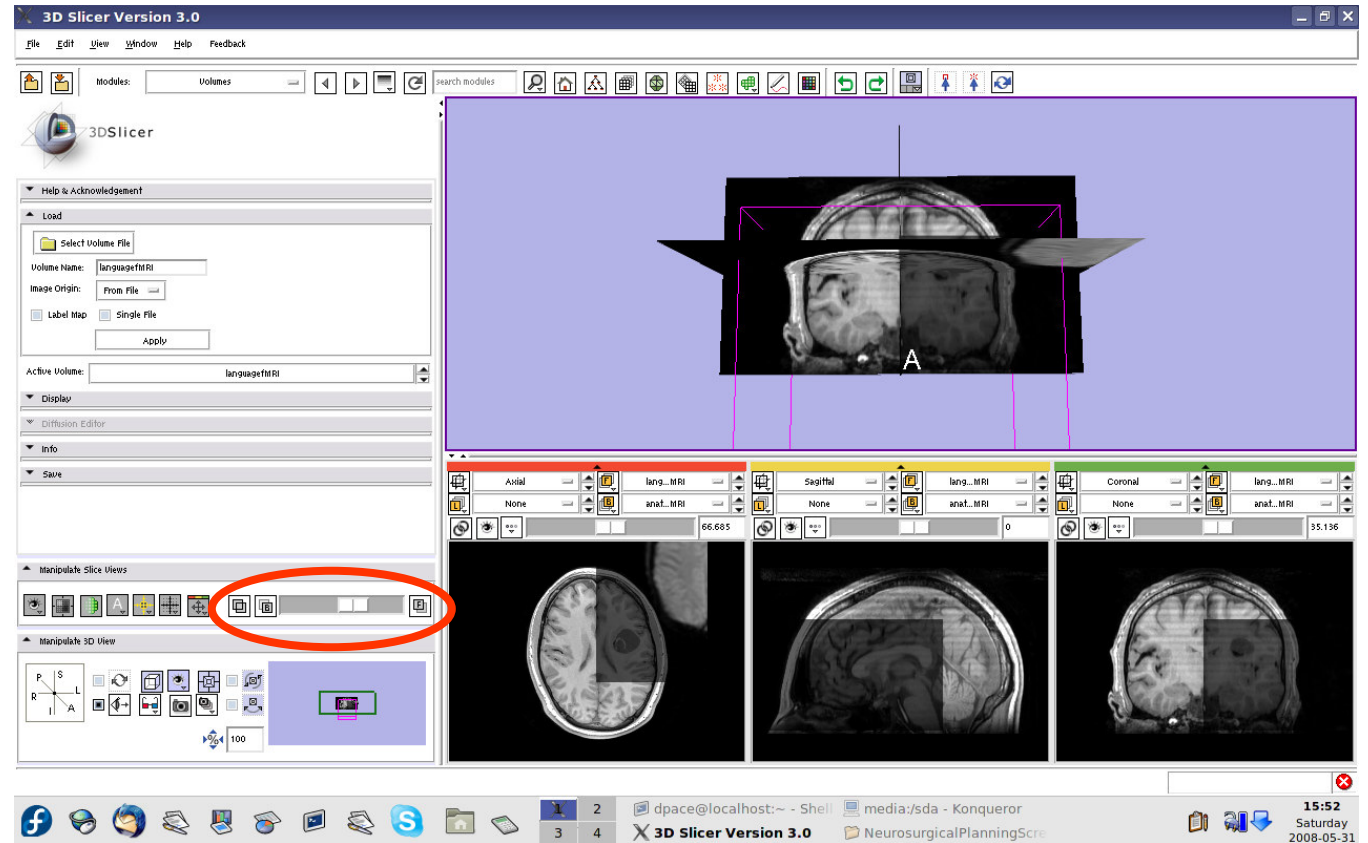 3D Slicer Version 3.0
File Edit View Window Help Feedback
Modules: Volumes search modules
3DSlicer
Help & Acknowledgement
Load
Select Volume File
Volume Name: languagefMRI
Image Origin: From File
Label Map Single File
Apply
Active Volume: languagefMRI
Display
Diffusion Editor
Info
Save
A
Axial F lang...MRI Sagittal F lang...MRI Coronal F lang...MRI
L None B anat...MRI L None B anat...MRI L None B anat...MRI
66.685 0 35.136
Manipulate Slice Views
A B F
Manipulate 3D View
P S
R L
I A
% 100
1 2 dpace@localhost:~ - Shell media:/sda - Konqueror 15:52
3 4 3D Slicer Version 3.0 NeurosurgicalPlanningScre Saturday
2008-05-31